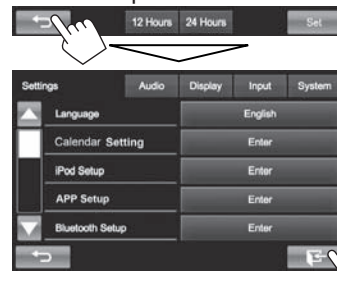 12 Hours 24 Hours Set
Settings Audio Display Input System
Language English
Calendar Setting Enter
iPod Setup Enter
APP Setup Enter
Bluetooth Setup Enter